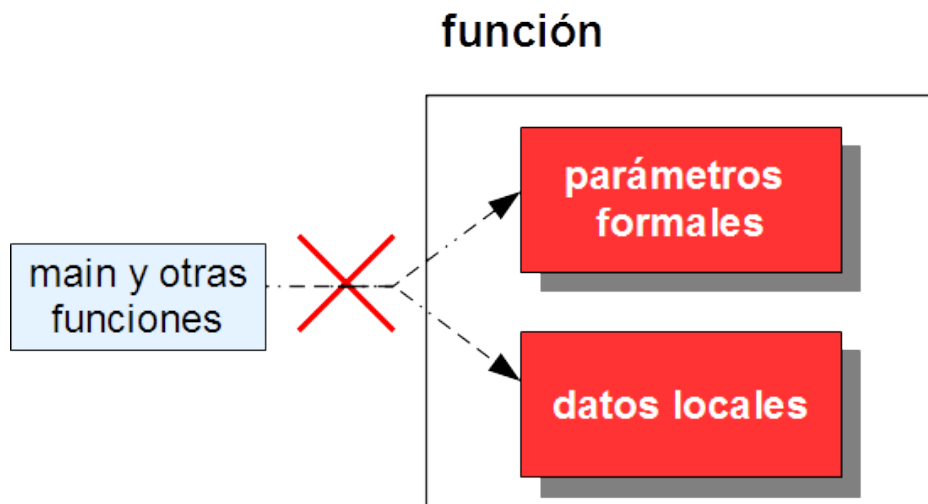 función
parámetros
formales
main y otras
funciones
datos locales